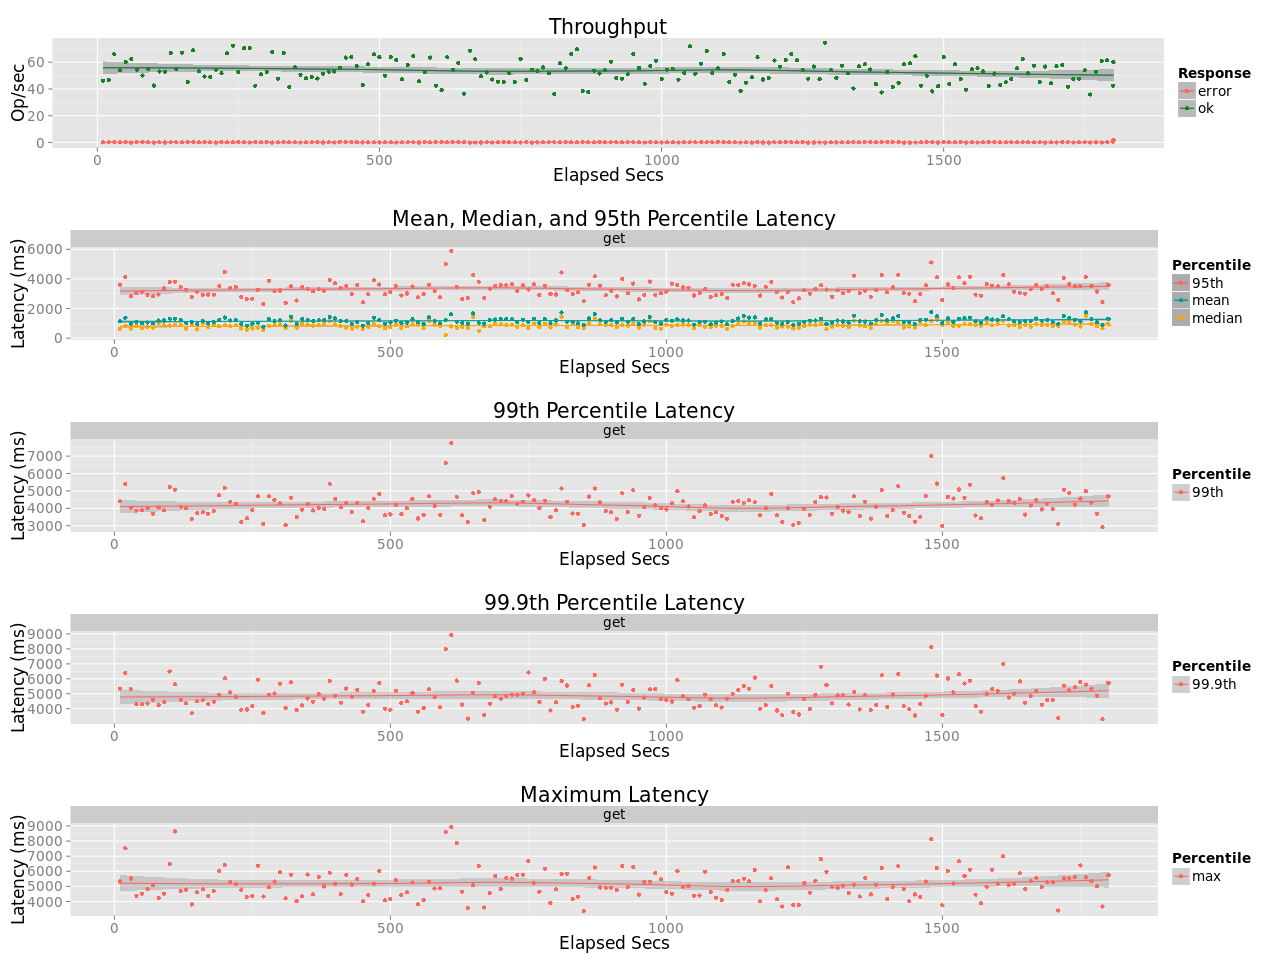 Throughput
Op/sec
60
40
20
0
0 500 1000 1500
Elapsed Secs
Response
error
ok
Mean, Median, and 95th Percentile Latency
get
Latency (ms)
6000
4000
2000
0
0 500 1000 1500
Elapsed Secs
Percentile
95th
mean
median
99th Percentile Latency
get
Latency (ms)
7000
6000
5000
4000
3000
0 500 1000 1500
Elapsed Secs
Percentile
99th
99.9th Percentile Latency
get
Latency (ms)
9000
8000
7000
6000
5000
4000
0 500 1000 1500
Elapsed Secs
Percentile
99.9th
Maximum Latency
get
Latency (ms)
9000
8000
7000
6000
5000
4000
0 500 1000 1500
Elapsed Secs
Percentile
max